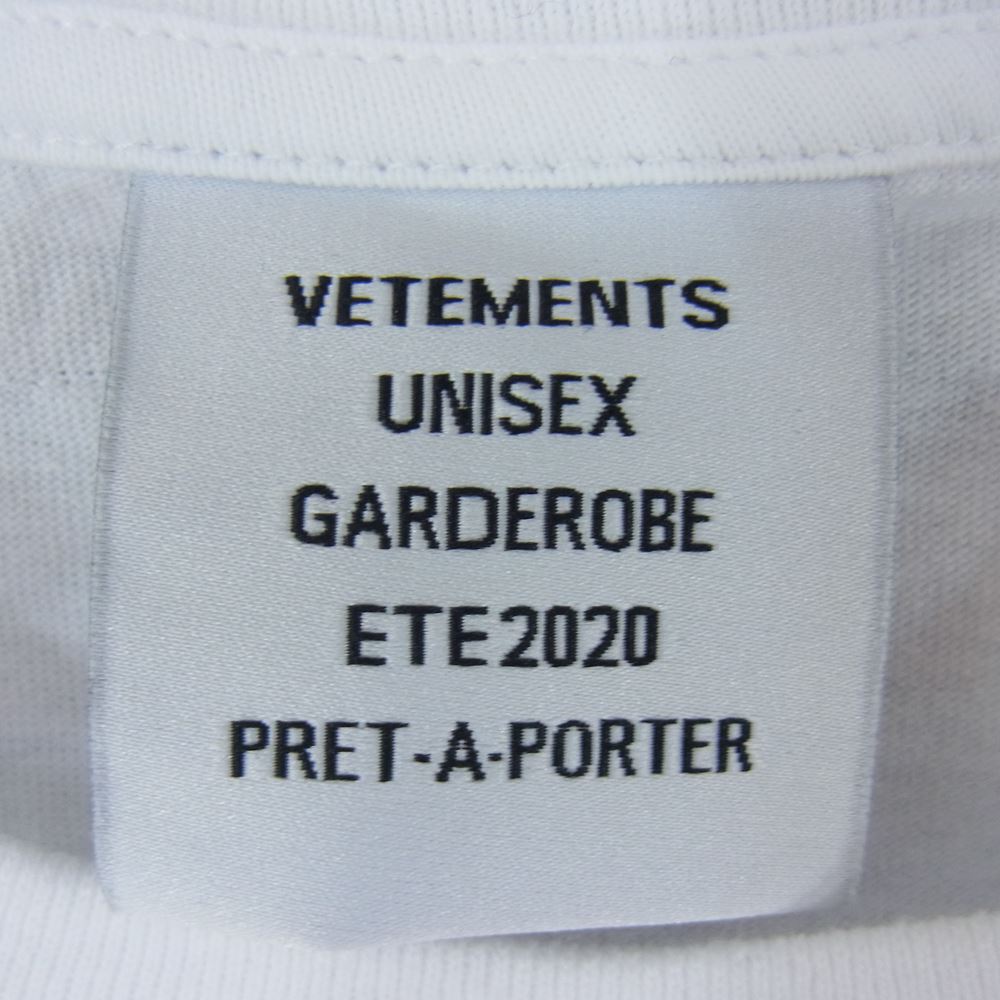 VETEMENTS
UNISEX
GARDEROBE
ETE2020
PRET-A-PORTER